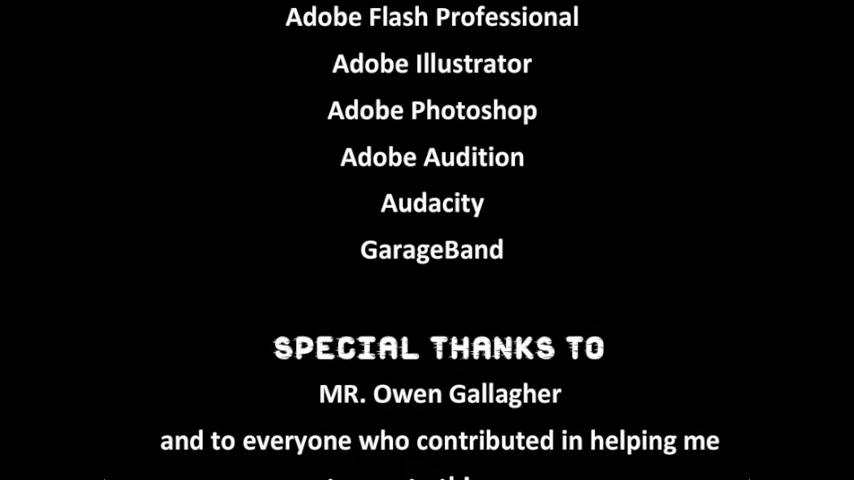 Adobe Flash Professional
Adobe Illustrator
Adobe Photoshop
Adobe Audition
Audacity
GarageBand
SPECIAL THANKS TO
MR. Owen Gallagher
and to everyone who contributed in helping me